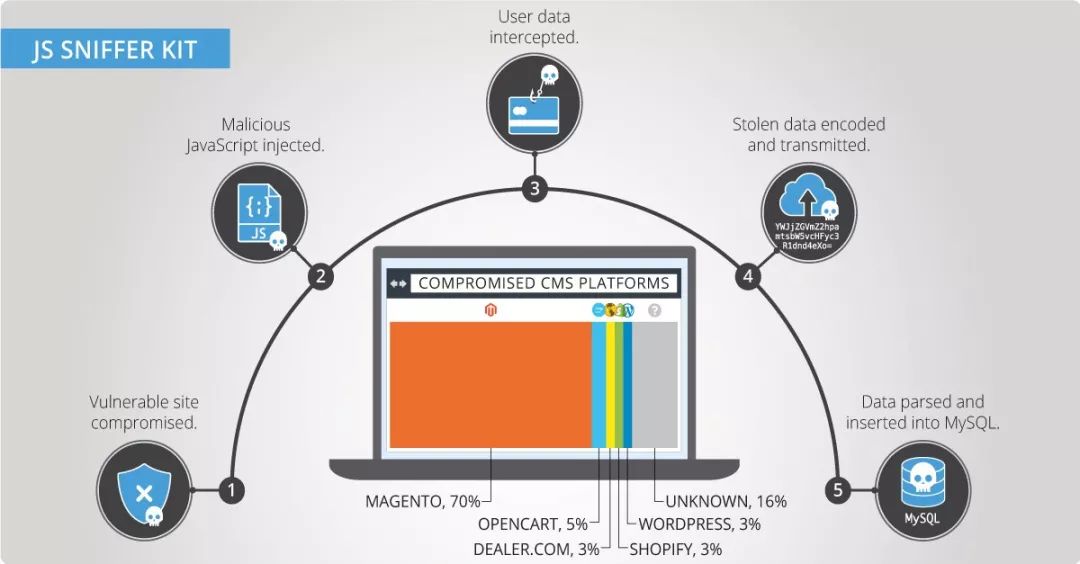 JS SNIFFER KIT
User data
intercepted.
Malicious
JavaScript injected.
{;}
JS
Stolen data encoded
and transmitted.
YWJjZGVmZ2hpa
mtsbW5vcHFyc3
R1dnd4eXo=
3
2
4
COMPROMISED CMS PLATFORMS
?
Vulnerable site
compromised.
1
Data parsed and
inserted into MySQL.
5
MySQL
MAGENTO, 70%
UNKNOWN, 16%
OPENCART, 5%
WORDPRESS, 3%
DEALER.COM, 3%
SHOPIFY, 3%